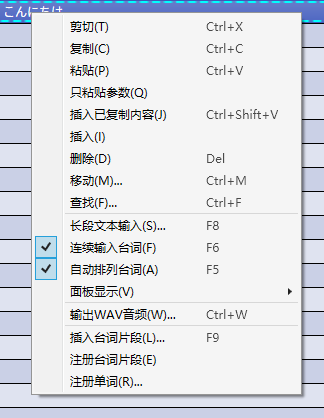 こんにちは
剪切(T) Ctrl+X
复制(C) Ctrl+C
粘贴(P) Ctrl+V
只粘贴参数(Q)
插入已复制内容(J) Ctrl+Shift+V
插入(I)
删除(D) Del
移动(M)... Ctrl+M
查找(F)... Ctrl+F
长段文本输入(S)... F8
连续输入台词(F) F6
自动排列台词(A) F5
面板显示(V)
输出WAV音频(W)... Ctrl+W
插入台词片段(L)... F9
注册台词片段(E)
注册单词(R)...